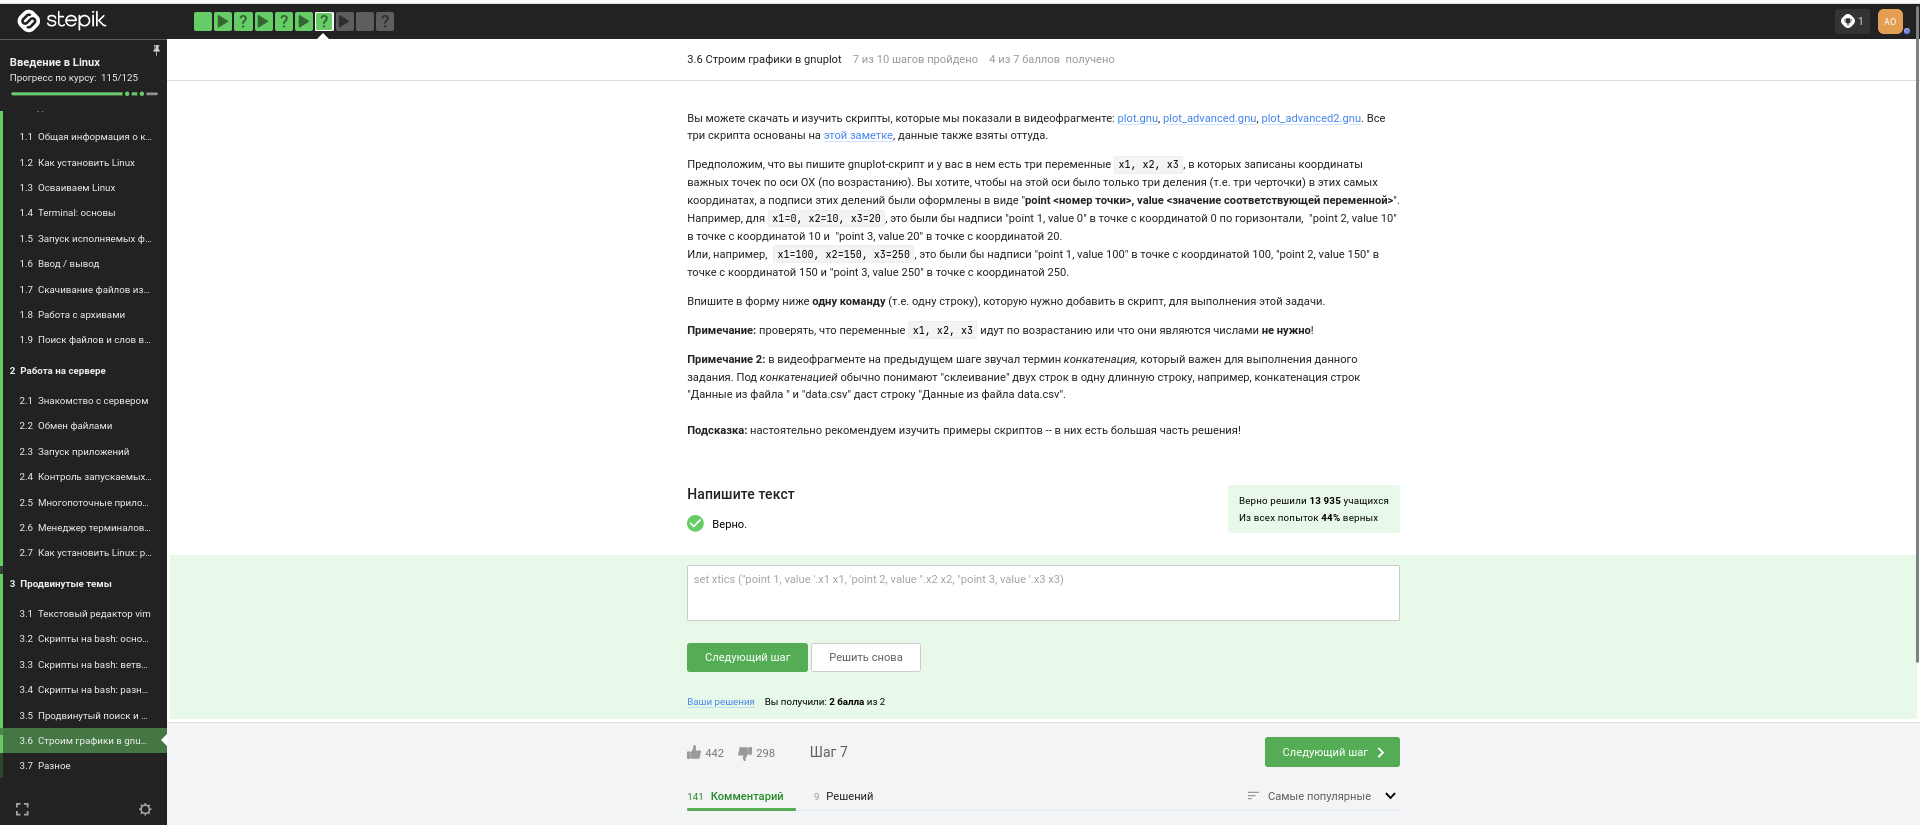 stepik
? ? ? ?
1
AO
Введение в Linux
Прогресс по курсу: 115/125
1.1 Общая информация о к...
1.2 Как установить Linux
1.3 Осваиваем Linux
1.4 Terminal: основы
1.5 Запуск исполняемых ф...
1.6 Ввод / вывод
1.7 Скачивание файлов из...
1.8 Работа с архивами
1.9 Поиск файлов и слов в...
2 Работа на сервере
2.1 Знакомство с сервером
2.2 Обмен файлами
2.3 Запуск приложений
2.4 Контроль запускаемых...
2.5 Многопоточные прило...
2.6 Менеджер терминалов...
2.7 Как установить Linux: р...
3 Продвинутые темы
3.1 Текстовый редактор vim
3.2 Скрипты на bash: осно...
3.3 Скрипты на bash: ветв...
3.4 Скрипты на bash: разн...
3.5 Продвинутый поиск и ...
3.6 Строим графики в gnu...
3.7 Разное
3.6 Строим графики в gnuplot 7 из 10 шагов пройдено 4 из 7 баллов получено
Вы можете скачать и изучить скрипты, которые мы показали в видеофрагменте: plot.gnu, plot_advanced.gnu, plot_advanced2.gnu. Все
три скрипта основаны на этой заметке, данные также взяты оттуда.
Предположим, что вы пишите gnuplot-скрипт и у вас в нем есть три переменные x1, x2, x3, в которых записаны координаты
важных точек по оси OX (по возрастанию). Вы хотите, чтобы на этой оси было только три деления (т.е. три черточки) в этих самых
координатах, а подписи этих делений были оформлены в виде "point <номер точки>, value <значение соответствующей переменной>".
Например, для x1=0, x2=10, x3=20, это были бы надписи "point 1, value 0" в точке с координатой 0 по горизонтали, "point 2, value 10"
в точке с координатой 10 и "point 3, value 20" в точке с координатой 20.
Или, например, x1=100, x2=150, x3=250, это были бы надписи "point 1, value 100" в точке с координатой 100, "point 2, value 150" в
точке с координатой 150 и "point 3, value 250" в точке с координатой 250.
Впишите в форму ниже одну команду (т.е. одну строку), которую нужно добавить в скрипт, для выполнения этой задачи.
Примечание: проверять, что переменные x1, x2, x3 идут по возрастанию или что они являются числами не нужно!
Примечание 2: в видеофрагменте на предыдущем шаге звучал термин конкатенация, который важен для выполнения данного
задания. Под конкатенацией обычно понимают "склеивание" двух строк в одну длинную строку, например, конкатенация строк
"Данные из файла " и "data.csv" даст строку "Данные из файла data.csv".
Подсказка: настоятельно рекомендуем изучить примеры скриптов -- в них есть большая часть решения!
Напишите текст
Верно.
Верно решили 13 935 учащихся
Из всех попыток 44% верных
set xtics ("point 1, value '.x1 x1, 'point 2, value ".x2 x2, "point 3, value '.x3 x3)
Следующий шаг Решить снова
Ваши решения Вы получили: 2 балла из 2
442 298 Шаг 7 Следующий шаг
141 Комментарий 9 Решений Самые популярные